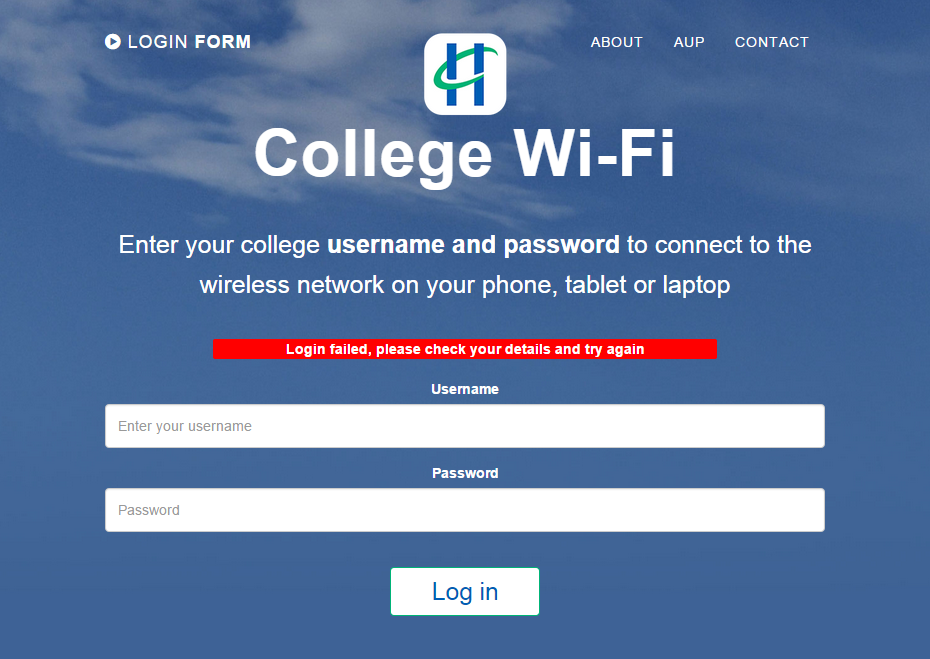 LOGIN FORM
ABOUT
AUP
CONTACT
H
College Wi-Fi
Enter your college username and password to connect to the
wireless network on your phone, tablet or laptop
Login failed, please check your details and try again
Username
Enter your username
Password
Password
Log in